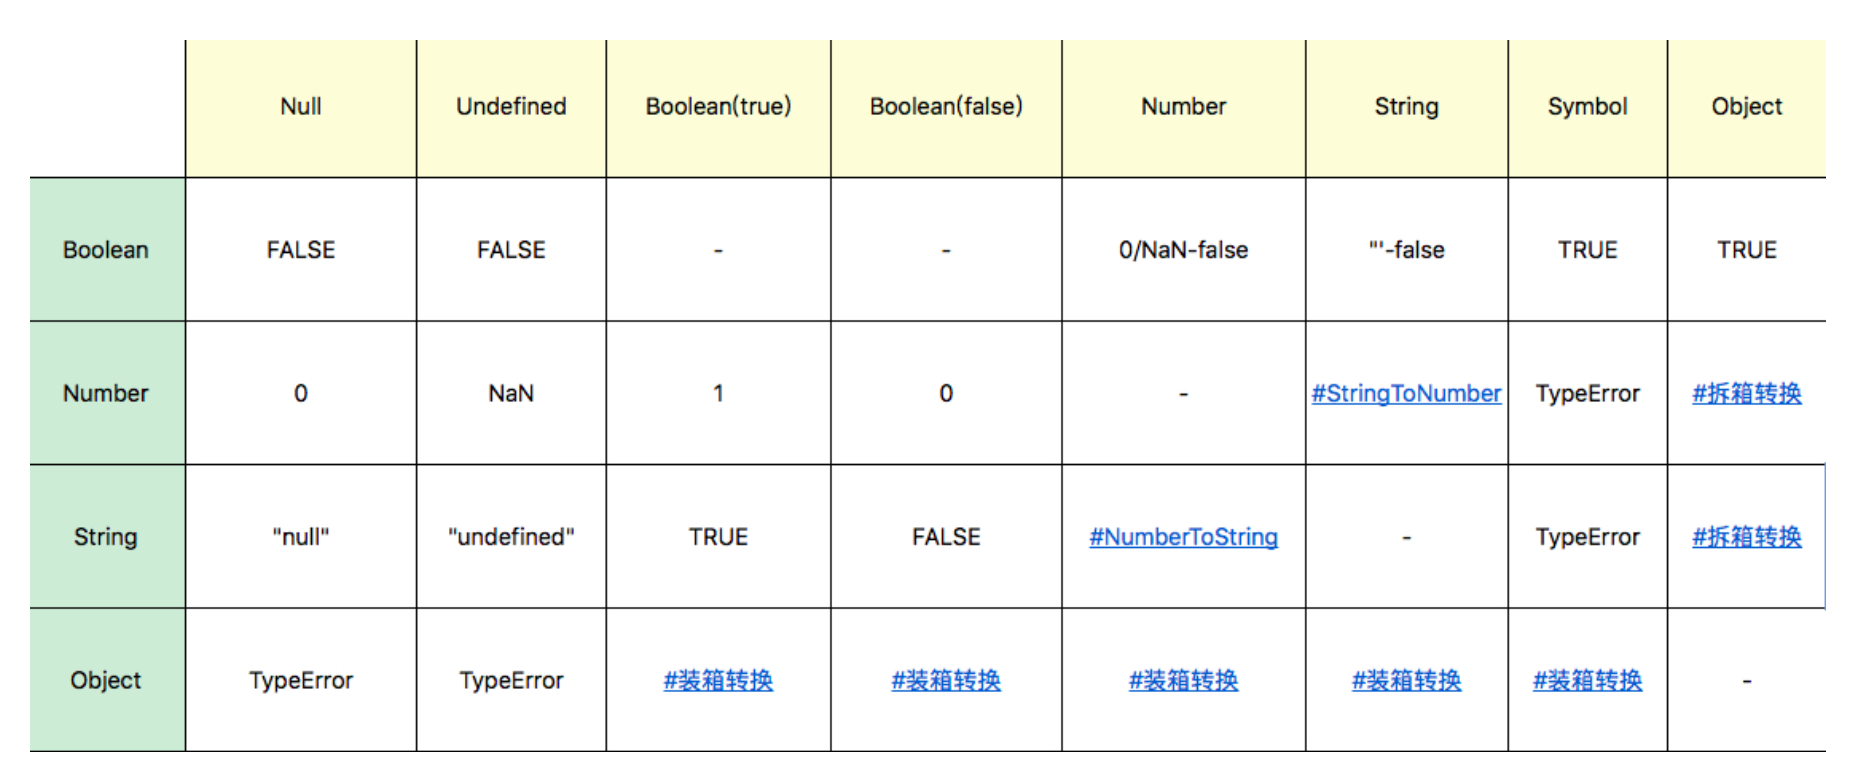 Null Undefined Boolean(true) Boolean(false) Number String Symbol Object
Boolean FALSE FALSE - - 0/NaN-false "'-false TRUE TRUE
Number 0 NaN 1 0 - #StringToNumber TypeError #拆箱转换
String "null" "undefined" TRUE FALSE #NumberToString - TypeError #拆箱转换
Object TypeError TypeError #装箱转换 #装箱转换 #装箱转换 #装箱转换 #装箱转换 -